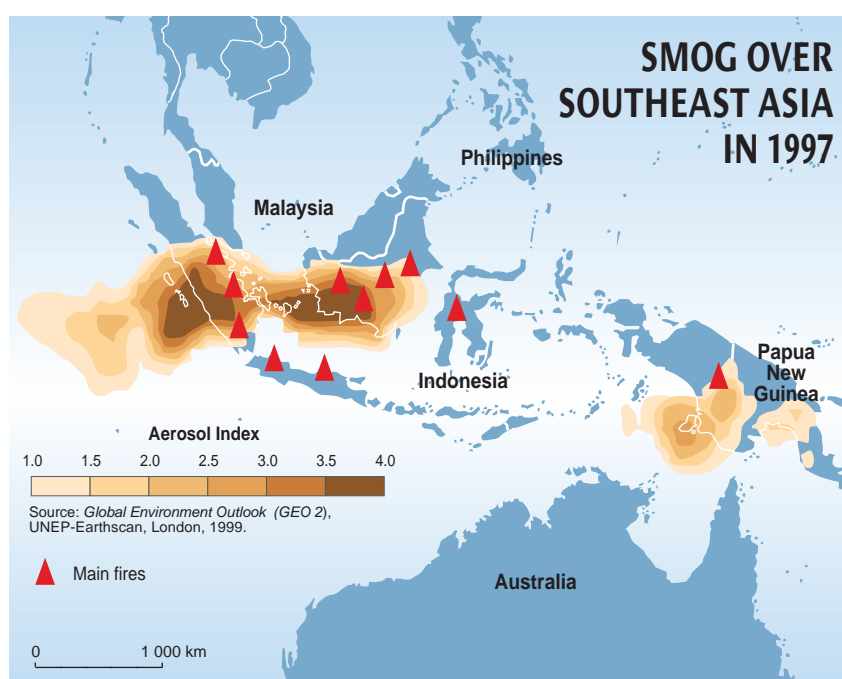 SMOG OVER
SOUTHEAST ASIA
IN 1997
Philippines
Malaysia
Indonesia
Papua
New
Guinea
Aerosol Index
1.0 1.5 2.0 2.5 3.0 3.5 4.0
Source: Global Environment Outlook (GEO 2),
UNEP-Earthscan, London, 1999.
Main fires
Australia
0 1 000 km